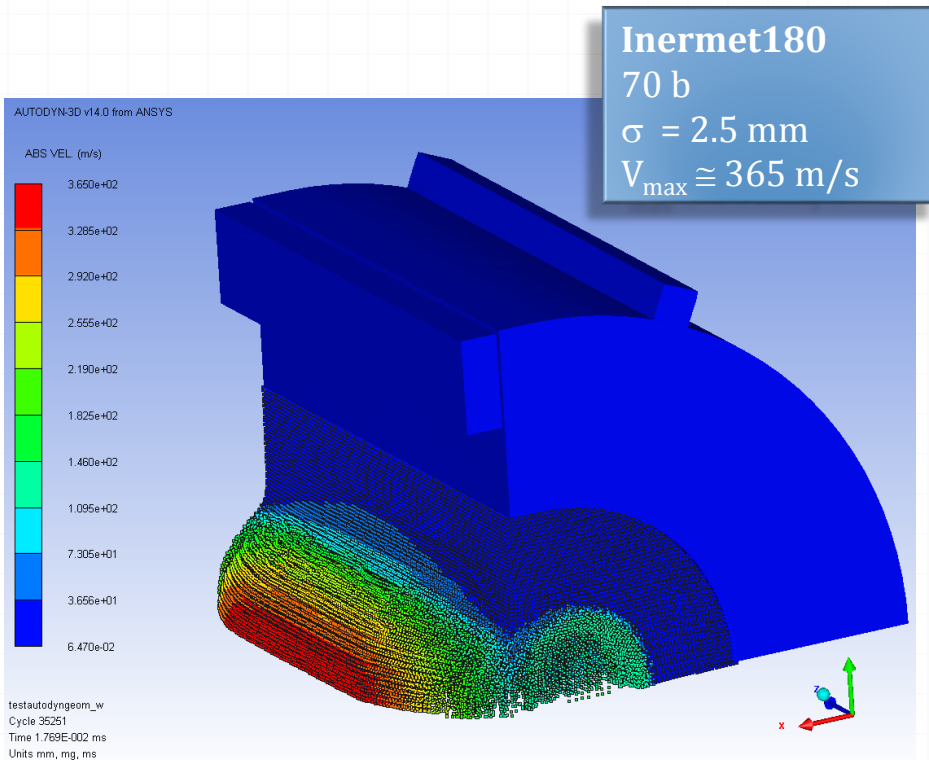 Inermet180
70 b
σ = 2.5 mm
Vmax ≅ 365 m/s
AUTODYN-3D v14.0 from ANSYS
ABS VEL. (m/s)
3.650e+02
3.285e+02
2.920e+02
2.555e+02
2.190e+02
1.825e+02
1.460e+02
1.095e+02
7.305e+01
3.656e+01
6.470e-02
z
x
testautodyngeom_w
Cycle 35251
Time 1.769E-002 ms
Units mm, mg, ms